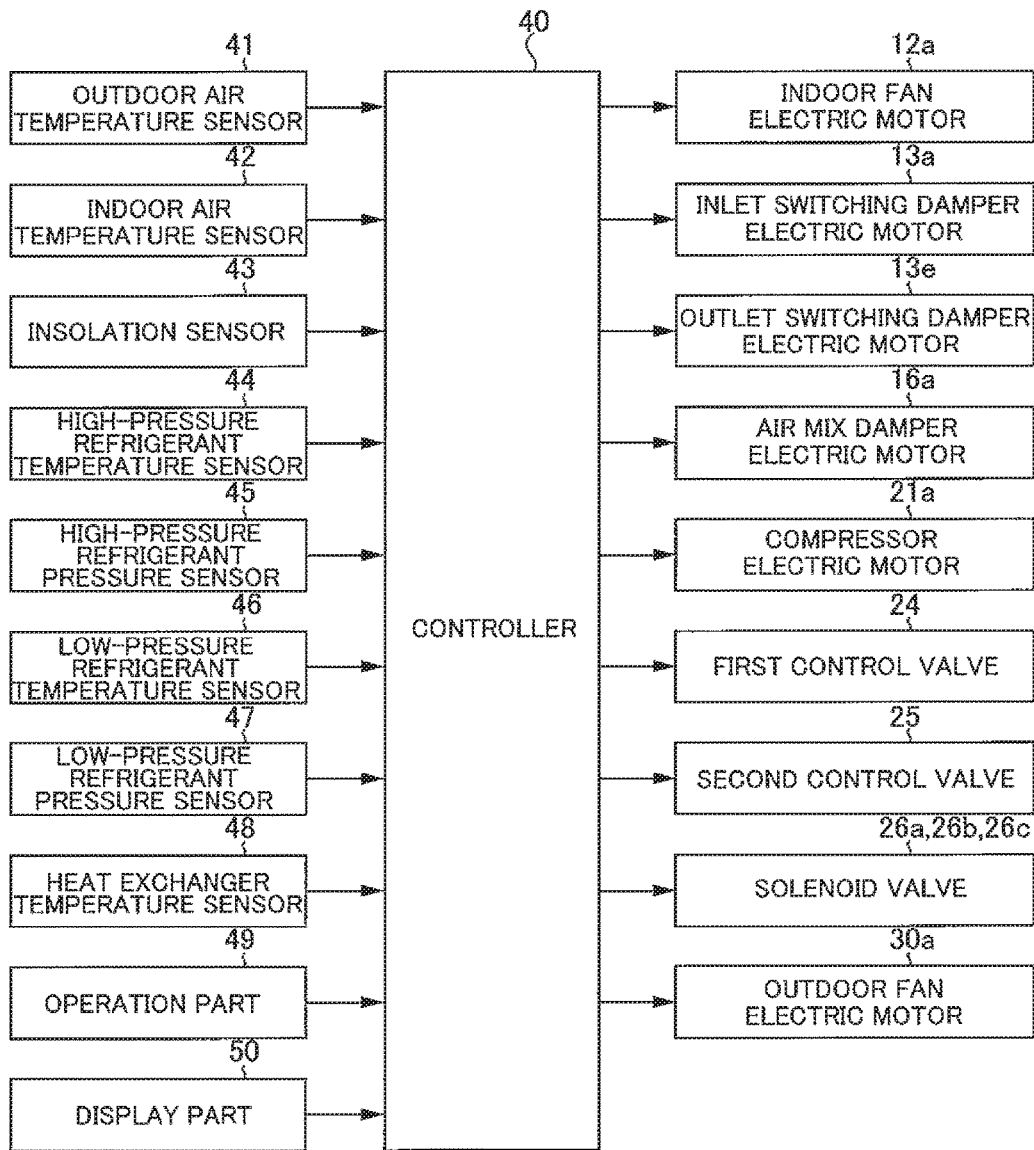 40
41
OUTDOOR AIR
TEMPERATURE SENSOR
42
INDOOR AIR
TEMPERATURE SENSOR
43
INSOLATION SENSOR
44
HIGH-PRESSURE
REFRIGERANT
TEMPERATURE SENSOR
45
HIGH-PRESSURE
REFRIGERANT
PRESSURE SENSOR
46
LOW-PRESSURE
REFRIGERANT
TEMPERATURE SENSOR
47
LOW-PRESSURE
REFRIGERANT
PRESSURE SENSOR
48
HEAT EXCHANGER
TEMPERATURE SENSOR
49
OPERATION PART
50
DISPLAY PART
CONTROLLER
12a
INDOOR FAN
ELECTRIC MOTOR
13a
INLET SWITCHING DAMPER
ELECTRIC MOTOR
13e
OUTLET SWITCHING DAMPER
ELECTRIC MOTOR
16a
AIR MIX DAMPER
ELECTRIC MOTOR
21a
COMPRESSOR
ELECTRIC MOTOR
24
FIRST CONTROL VALVE
25
SECOND CONTROL VALVE
26a,26b,26c
SOLENOID VALVE
30a
OUTDOOR FAN
ELECTRIC MOTOR